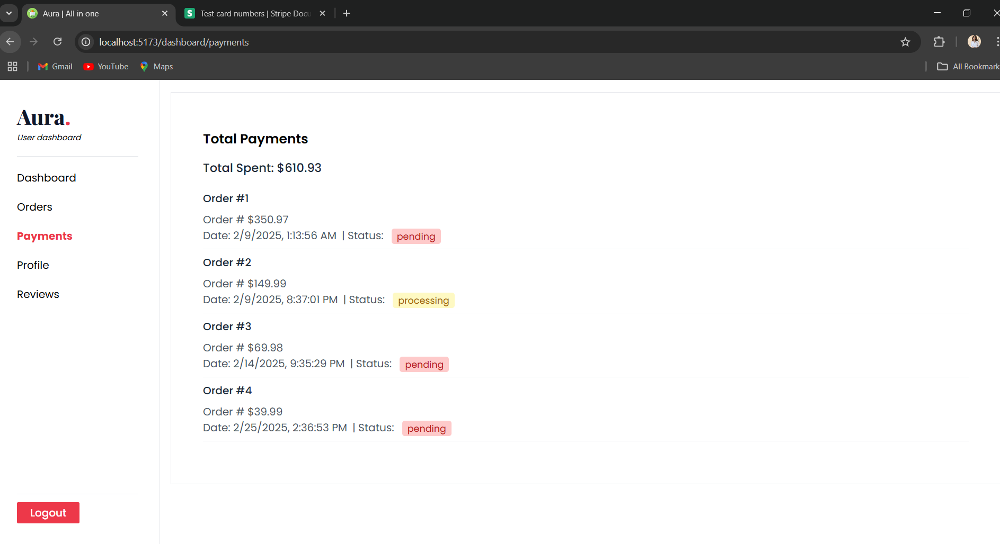 Aura | All in one
Test card numbers | Stripe Docu
localhost:5173/dashboard/payments
Gmail
YouTube
Maps
All Bookmark
Aura.
User dashboard
Dashboard
Orders
Payments
Profile
Reviews
Logout
Total Payments
Total Spent: $610.93
Order #1
Order # $350.97
Date: 2/9/2025, 1:13:56 AM | Status: pending
Order #2
Order # $149.99
Date: 2/9/2025, 8:37:01 PM | Status: processing
Order #3
Order # $69.98
Date: 2/14/2025, 9:35:29 PM | Status: pending
Order #4
Order # $39.99
Date: 2/25/2025, 2:36:53 PM | Status: pending